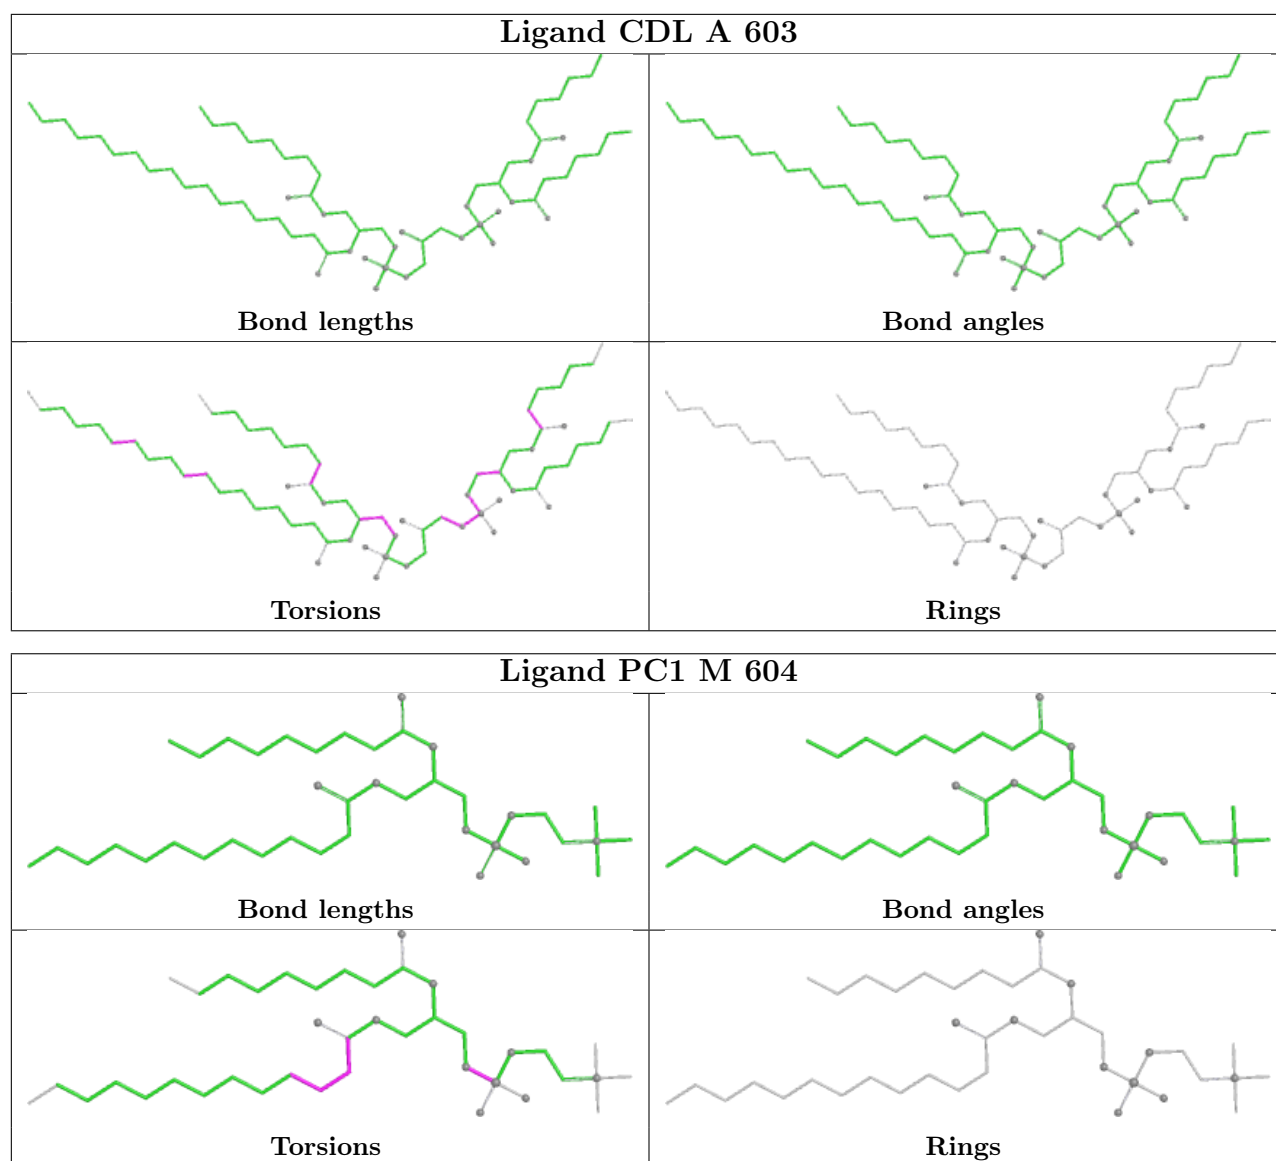 Ligand CDL A 603
Bond lengths
Bond angles
Torsions
Rings
Ligand PC1 M 604
Bond lengths
Bond angles
Torsions
Rings